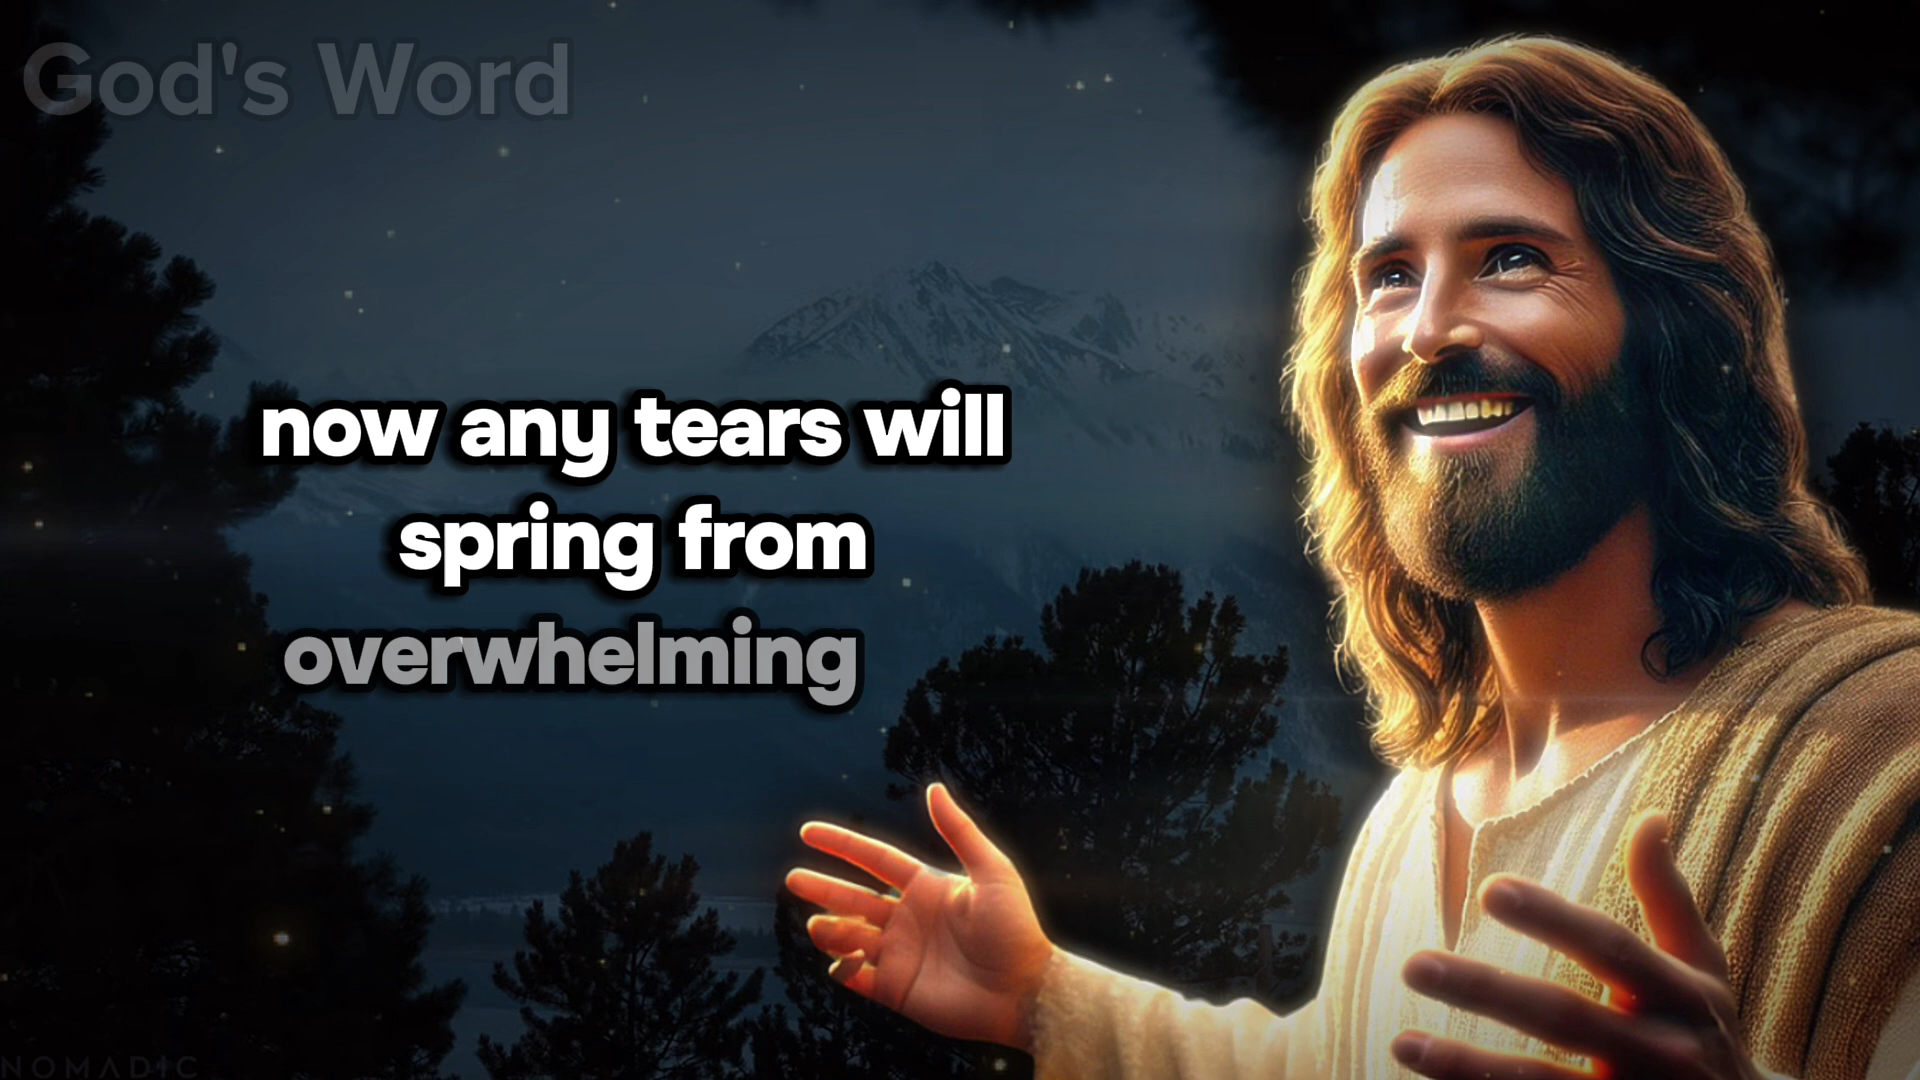 God's Word
now any tears will
spring from
overwhelming
NOMADIC